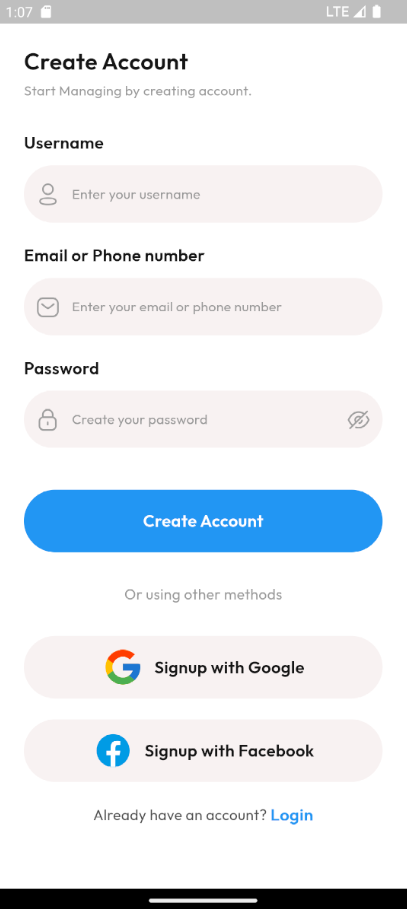 1:07 LTE
Create Account
Start Managing by creating account.
Username
Enter your username
Email or Phone number
Enter your email or phone number
Password
Create your password
Create Account
Or using other methods
Signup with Google
Signup with Facebook
Already have an account? Login